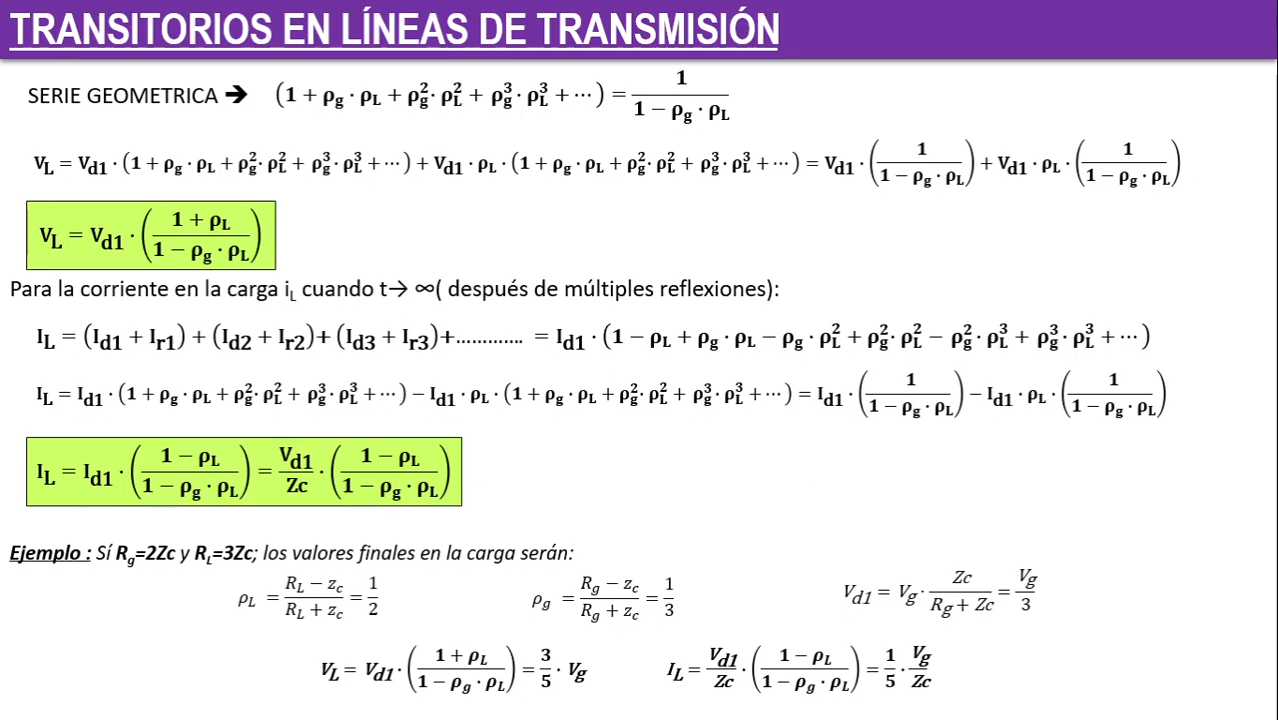 TRANSITORIOS EN LÍNEAS DE TRANSMISIÓN
SERIE GEOMETRICA ➔ (1 + ρg · ρL + ρg²· ρL² + ρg³· ρL³ + ⋯ ) = 1 / (1 − ρg · ρL)
VL = Vd1 · (1 + ρg · ρL + ρg²· ρL² + ρg³· ρL³ + ⋯ ) + Vd1 · ρL · (1 + ρg · ρL + ρg²· ρL² + ρg³· ρL³ + ⋯ ) = Vd1 · (1 / (1 − ρg · ρL)) + Vd1· ρL · (1 / (1 − ρg · ρL))
VL = Vd1 · ((1 + ρL) / (1 − ρg · ρL))
Para la corriente en la carga iL cuando t→ ∞( después de múltiples reflexiones):
IL = (Id1 + Ir1) + (Id2 + Ir2)+ (Id3 + Ir3)+............. = Id1 · (1 − ρL + ρg · ρL − ρg · ρL² + ρg²· ρL² − ρg²· ρL³ + ρg³· ρL³ + ⋯ )
IL = Id1 · (1 + ρg · ρL + ρg²· ρL² + ρg³· ρL³ + ⋯ ) − Id1 · ρL · (1 + ρg · ρL + ρg²· ρL² + ρg³· ρL³ + ⋯ ) = Id1 · (1 / (1 − ρg · ρL)) − Id1· ρL · (1 / (1 − ρg · ρL))
IL = Id1 · ((1 − ρL) / (1 − ρg · ρL)) = Vd1/Zc · ((1 − ρL) / (1 − ρg · ρL))
Ejemplo : Sí Rg=2Zc y RL=3Zc; los valores finales en la carga serán:
ρL = (RL − zc) / (RL + zc) = 1/2 ρg = (Rg − zc) / (Rg + zc) = 1/3 Vd1 = Vg · Zc / (Rg + Zc) = Vg/3
VL = Vd1 · ((1 + ρL) / (1 − ρg · ρL)) = 3/5 · Vg IL = Vd1/Zc · ((1 − ρL) / (1 − ρg · ρL)) = 1/5 · Vg/Zc